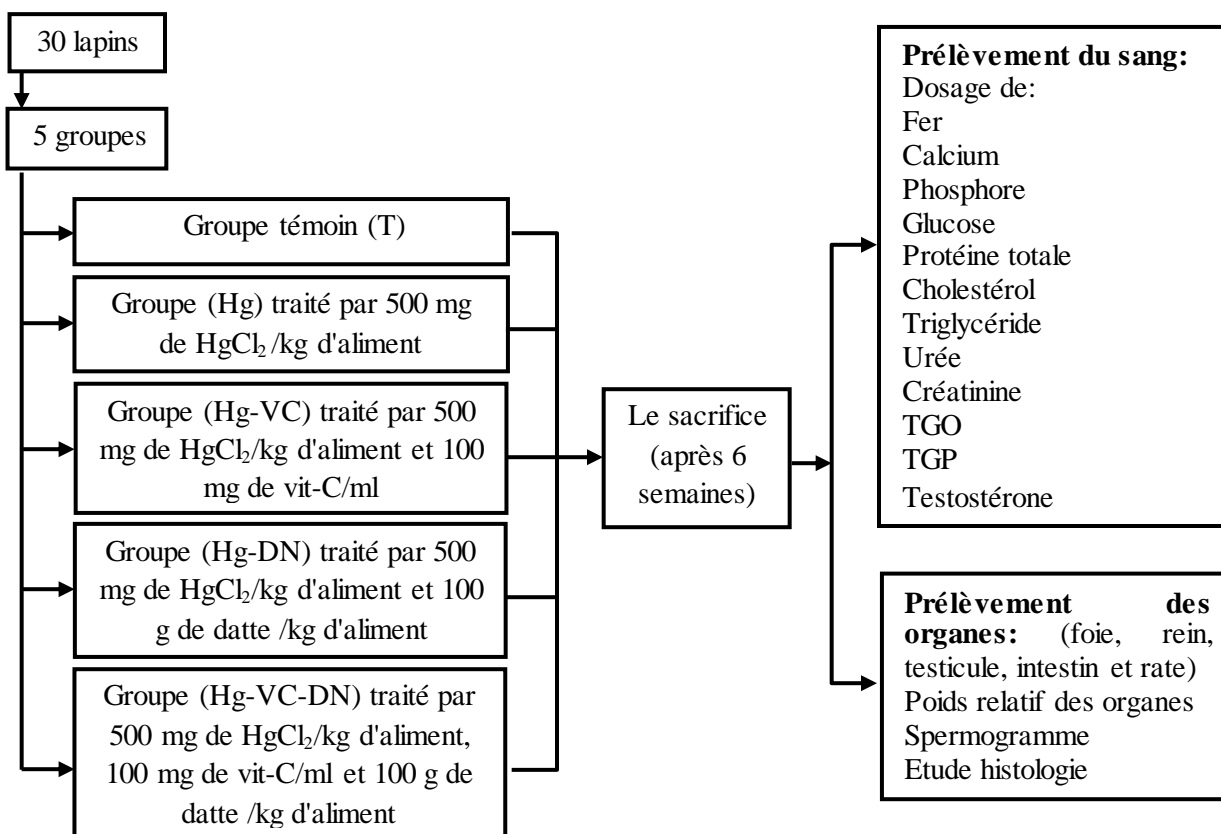 30 lapins
5 groupes
Groupe témoin (T)
Groupe (Hg) traité par 500 mg
de HgCl₂ /kg d'aliment
Groupe (Hg-VC) traité par 500
mg de HgCl₂/kg d'aliment et 100
mg de vit-C/ml
Groupe (Hg-DN) traité par 500
mg de HgCl₂/kg d'aliment et 100
g de datte /kg d'aliment
Groupe (Hg-VC-DN) traité par
500 mg de HgCl₂/kg d'aliment,
100 mg de vit-C/ml et 100 g de
datte /kg d'aliment
Le sacrifice
(après 6
semaines)
Prélèvement du sang:
Dosage de:
Fer
Calcium
Phosphore
Glucose
Protéine totale
Cholestérol
Triglycéride
Urée
Créatinine
TGO
TGP
Testostérone
Prélèvement des
organes: (foie, rein,
testicule, intestin et rate)
Poids relatif des organes
Spermogramme
Etude histologie